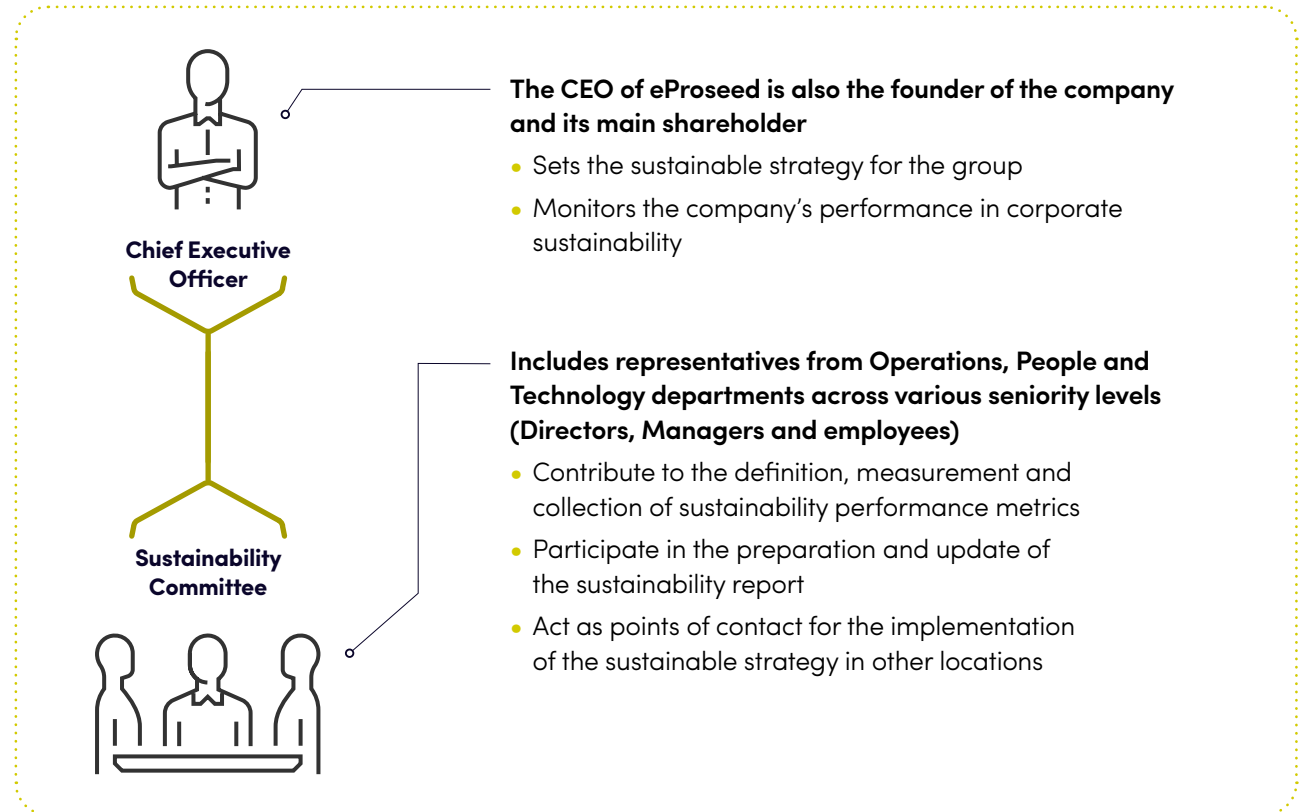 The CEO of eProseed is also the founder of the company
and its main shareholder
• Sets the sustainable strategy for the group
• Monitors the company’s performance in corporate
sustainability
Chief Executive
Officer
Includes representatives from Operations, People and
Technology departments across various seniority levels
(Directors, Managers and employees)
• Contribute to the definition, measurement and
collection of sustainability performance metrics
• Participate in the preparation and update of
the sustainability report
• Act as points of contact for the implementation
of the sustainable strategy in other locations
Sustainability
Committee